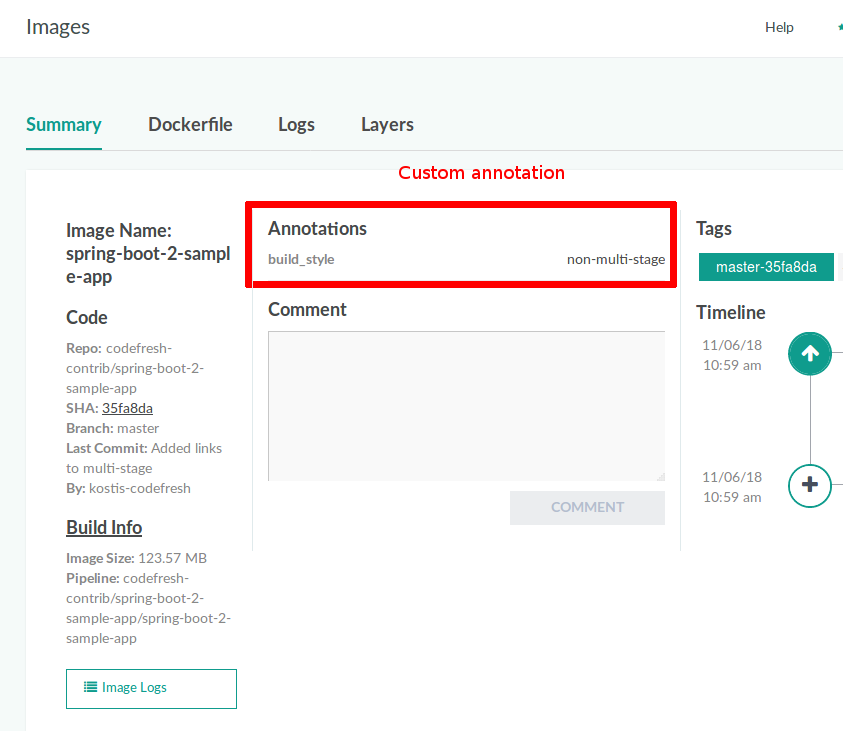 Images
Help
Summary
Dockerfile
Logs
Layers
Custom annotation
Image Name:
spring-boot-2-sampl
e-app
Code
Repo: codefresh-
contrib/spring-boot-2-
sample-app
SHA: 35fa8da
Branch: master
Last Commit: Added links
to multi-stage
By: kostis-codefresh
Build Info
Image Size: 123.57 MB
Pipeline: codefresh-
contrib/spring-boot-2-
sample-app/spring-boot-2-
sample-app
Image Logs
Annotations
build_style non-multi-stage
Comment
COMMENT
Tags
master-35fa8da
Timeline
11/06/18
10:59 am
11/06/18
10:59 am